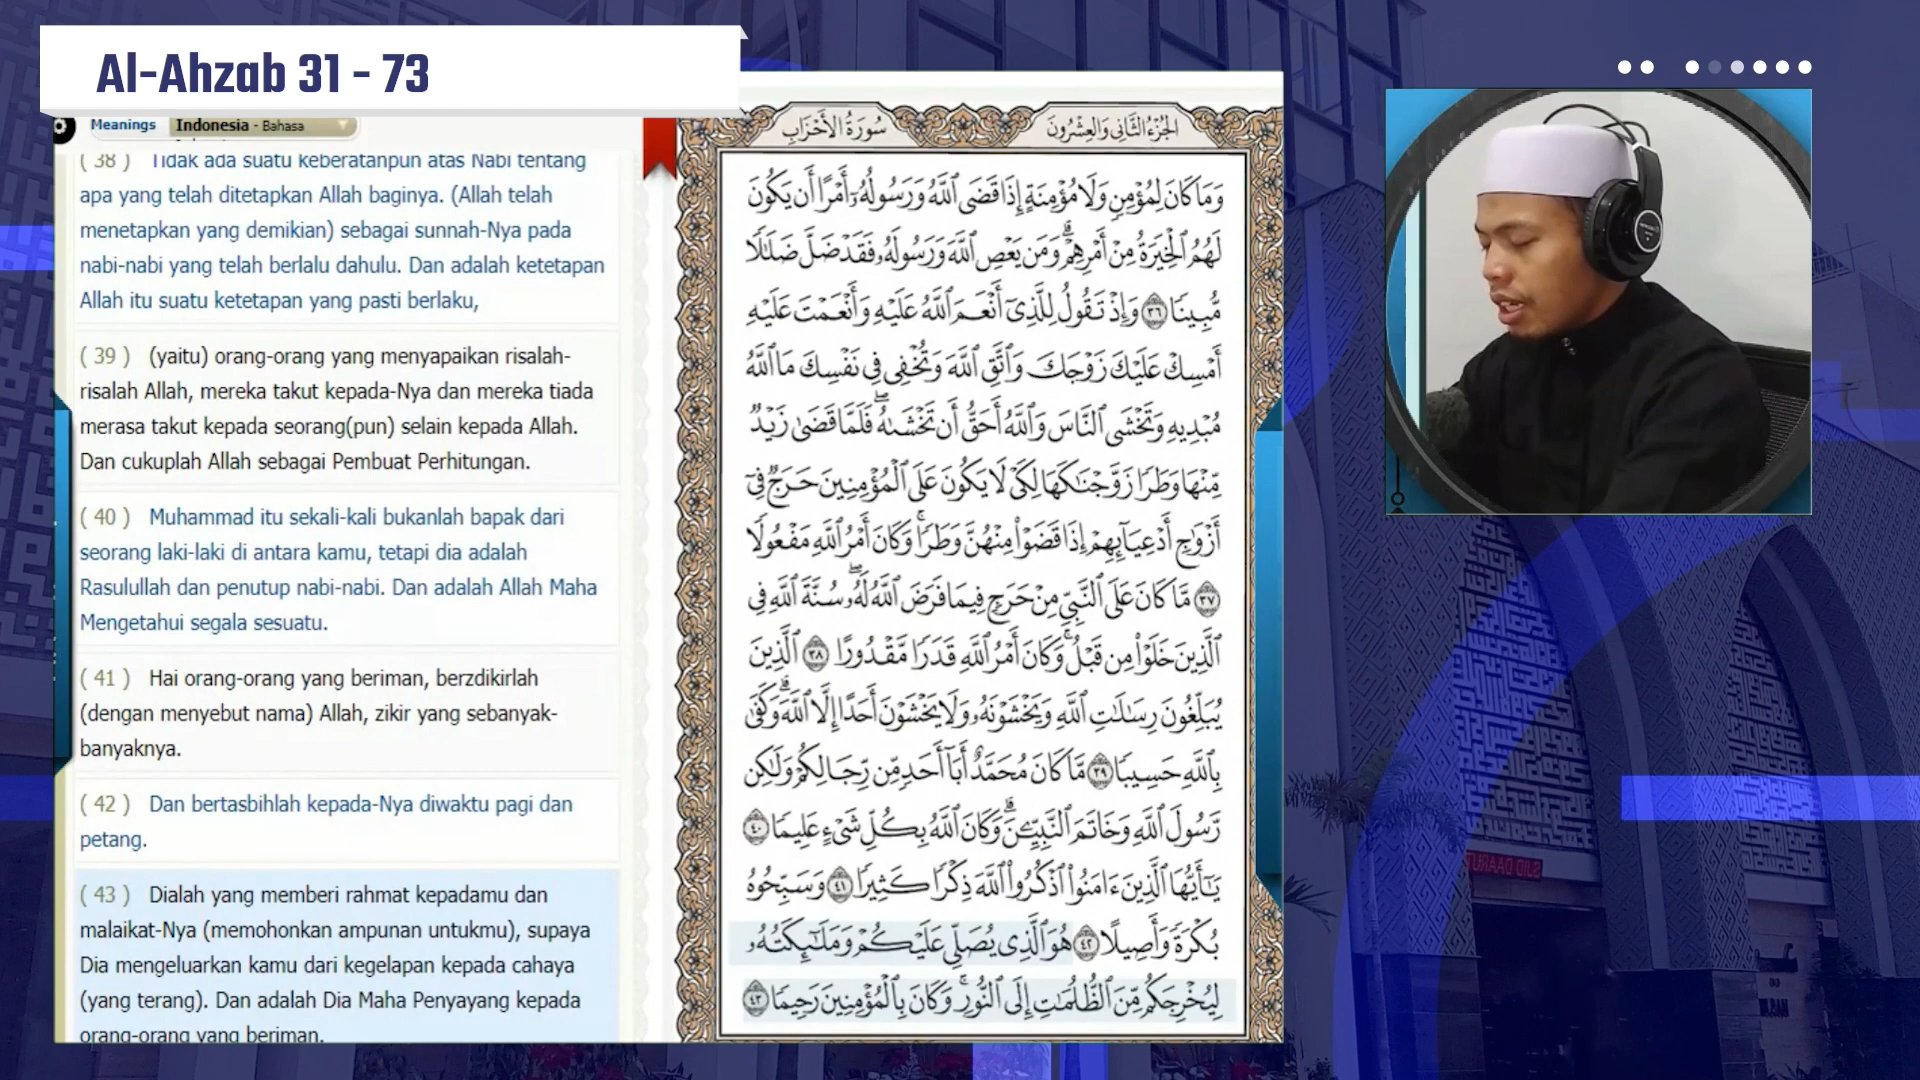 Al-Ahzab 31 - 73
Meanings Indonesia - Bahasa
( 38 ) Tidak ada suatu keberatanpun atas Nabi tentang
apa yang telah ditetapkan Allah baginya. (Allah telah
menetapkan yang demikian) sebagai sunnah-Nya pada
nabi-nabi yang telah berlalu dahulu. Dan adalah ketetapan
Allah itu suatu ketetapan yang pasti berlaku,
( 39 ) (yaitu) orang-orang yang menyapaikan risalah-
risalah Allah, mereka takut kepada-Nya dan mereka tiada
merasa takut kepada seorang(pun) selain kepada Allah.
Dan cukuplah Allah sebagai Pembuat Perhitungan.
( 40 ) Muhammad itu sekali-kali bukanlah bapak dari
seorang laki-laki di antara kamu, tetapi dia adalah
Rasulullah dan penutup nabi-nabi. Dan adalah Allah Maha
Mengetahui segala sesuatu.
( 41 ) Hai orang-orang yang beriman, berzdikirlah
(dengan menyebut nama) Allah, zikir yang sebanyak-
banyaknya.
( 42 ) Dan bertasbihlah kepada-Nya diwaktu pagi dan
petang.
( 43 ) Dialah yang memberi rahmat kepadamu dan
malaikat-Nya (memohonkan ampunan untukmu), supaya
Dia mengeluarkan kamu dari kegelapan kepada cahaya
(yang terang). Dan adalah Dia Maha Penyayang kepada
orang-orang yang beriman.
الجُزْءُ الثَّانِي وَالعِشْرُونَ
سُورَةُ الأَحْزَابِ
وَمَا كَانَ لِمُؤْمِنٍ وَلَا مُؤْمِنَةٍ إِذَا قَضَى ٱللَّهُ وَرَسُولُهُۥٓ أَمْرًا أَن يَكُونَ
لَهُمُ ٱلْخِيَرَةُ مِنْ أَمْرِهِمْ ۗ وَمَن يَعْصِ ٱللَّهَ وَرَسُولَهُۥ فَقَدْ ضَلَّ ضَلَٰلًا
مُّبِينًا ٣٦ وَإِذْ تَقُولُ لِلَّذِىٓ أَنْعَمَ ٱللَّهُ عَلَيْهِ وَأَنْعَمْتَ عَلَيْهِ
أَمْسِكْ عَلَيْكَ زَوْجَكَ وَٱتَّقِ ٱللَّهَ وَتُخْفِى فِى نَفْسِكَ مَا ٱللَّهُ
مُبْدِيهِ وَتَخْشَى ٱلنَّاسَ وَٱللَّهُ أَحَقُّ أَن تَخْشَىٰهُ ۖ فَلَمَّا قَضَىٰ زَيْدٌ
مِّنْهَا وَطَرًا زَوَّجْنَٰكَهَا لِكَىْ لَا يَكُونَ عَلَى ٱلْمُؤْمِنِينَ حَرَجٌ فِىٓ
أَزْوَٰجِ أَدْعِيَآئِهِمْ إِذَا قَضَوْا۟ مِنْهُنَّ وَطَرًا ۚ وَكَانَ أَمْرُ ٱللَّهِ مَفْعُولًا
٣٧ مَّا كَانَ عَلَى ٱلنَّبِىِّ مِنْ حَرَجٍ فِيمَا فَرَضَ ٱللَّهُ لَهُۥ ۖ سُنَّةَ ٱللَّهِ فِى
ٱلَّذِينَ خَلَوْا۟ مِن قَبْلُ ۚ وَكَانَ أَمْرُ ٱللَّهِ قَدَرًا مَّقْدُورًا ٣٨ ٱلَّذِينَ
يُبَلِّغُونَ رِسَٰلَٰتِ ٱللَّهِ وَيَخْشَوْنَهُۥ وَلَا يَخْشَوْنَ أَحَدًا إِلَّا ٱللَّهَ ۗ وَكَفَىٰ
بِٱللَّهِ حَسِيبًا ٣٩ مَّا كَانَ مُحَمَّدٌ أَبَآ أَحَدٍ مِّن رِّجَالِكُمْ وَلَٰكِن
رَّسُولَ ٱللَّهِ وَخَاتَمَ ٱلنَّبِيِّۦنَ ۗ وَكَانَ ٱللَّهُ بِكُلِّ شَىْءٍ عَلِيمًا ٤٠
يَٰٓأَيُّهَا ٱلَّذِينَ ءَامَنُوا۟ ٱذْكُرُوا۟ ٱللَّهَ ذِكْرًا كَثِيرًا ٤١ وَسَبِّحُوهُ
بُكْرَةً وَأَصِيلًا ٤٢ هُوَ ٱلَّذِى يُصَلِّى عَلَيْكُمْ وَمَلَٰٓئِكَتُهُۥ
لِيُخْرِجَكُم مِّنَ ٱلظُّلُمَٰتِ إِلَى ٱلنُّورِ ۚ وَكَانَ بِٱلْمُؤْمِنِينَ رَحِيمًا ٤٣